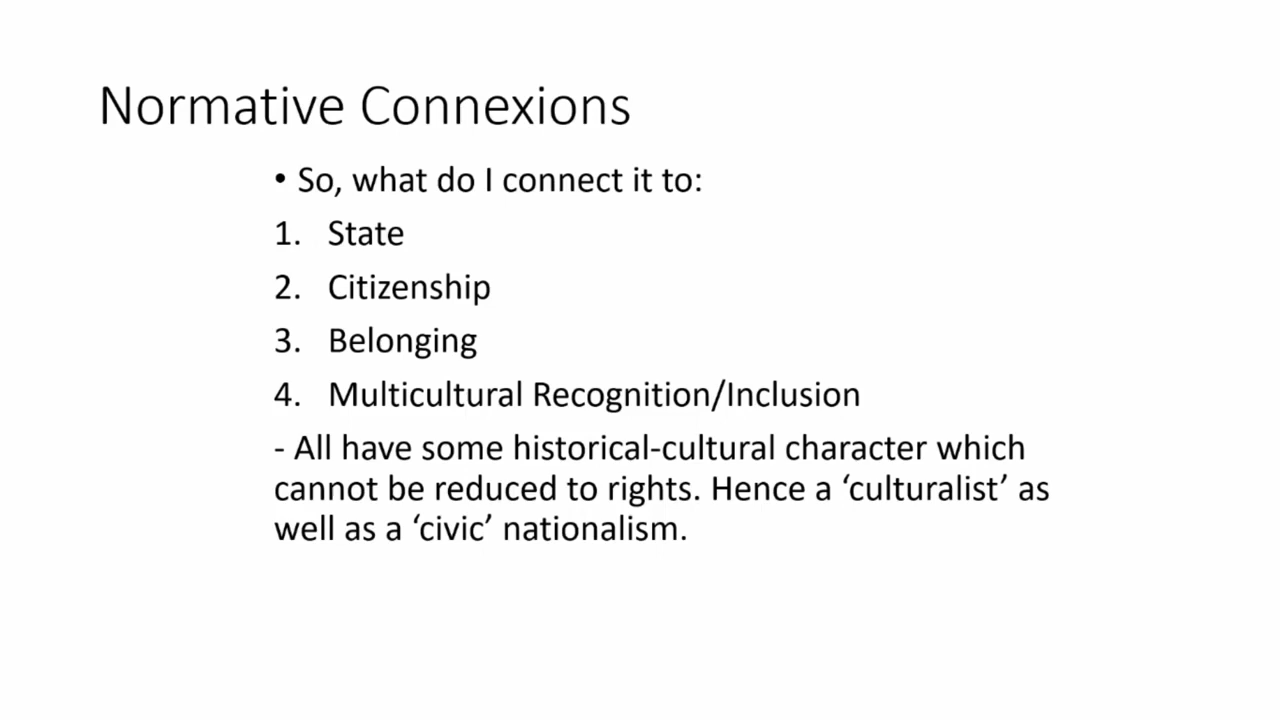 Normative Connexions
• So, what do I connect it to:
1. State
2. Citizenship
3. Belonging
4. Multicultural Recognition/Inclusion
- All have some historical-cultural character which
cannot be reduced to rights. Hence a ‘culturalist’ as
well as a ‘civic’ nationalism.